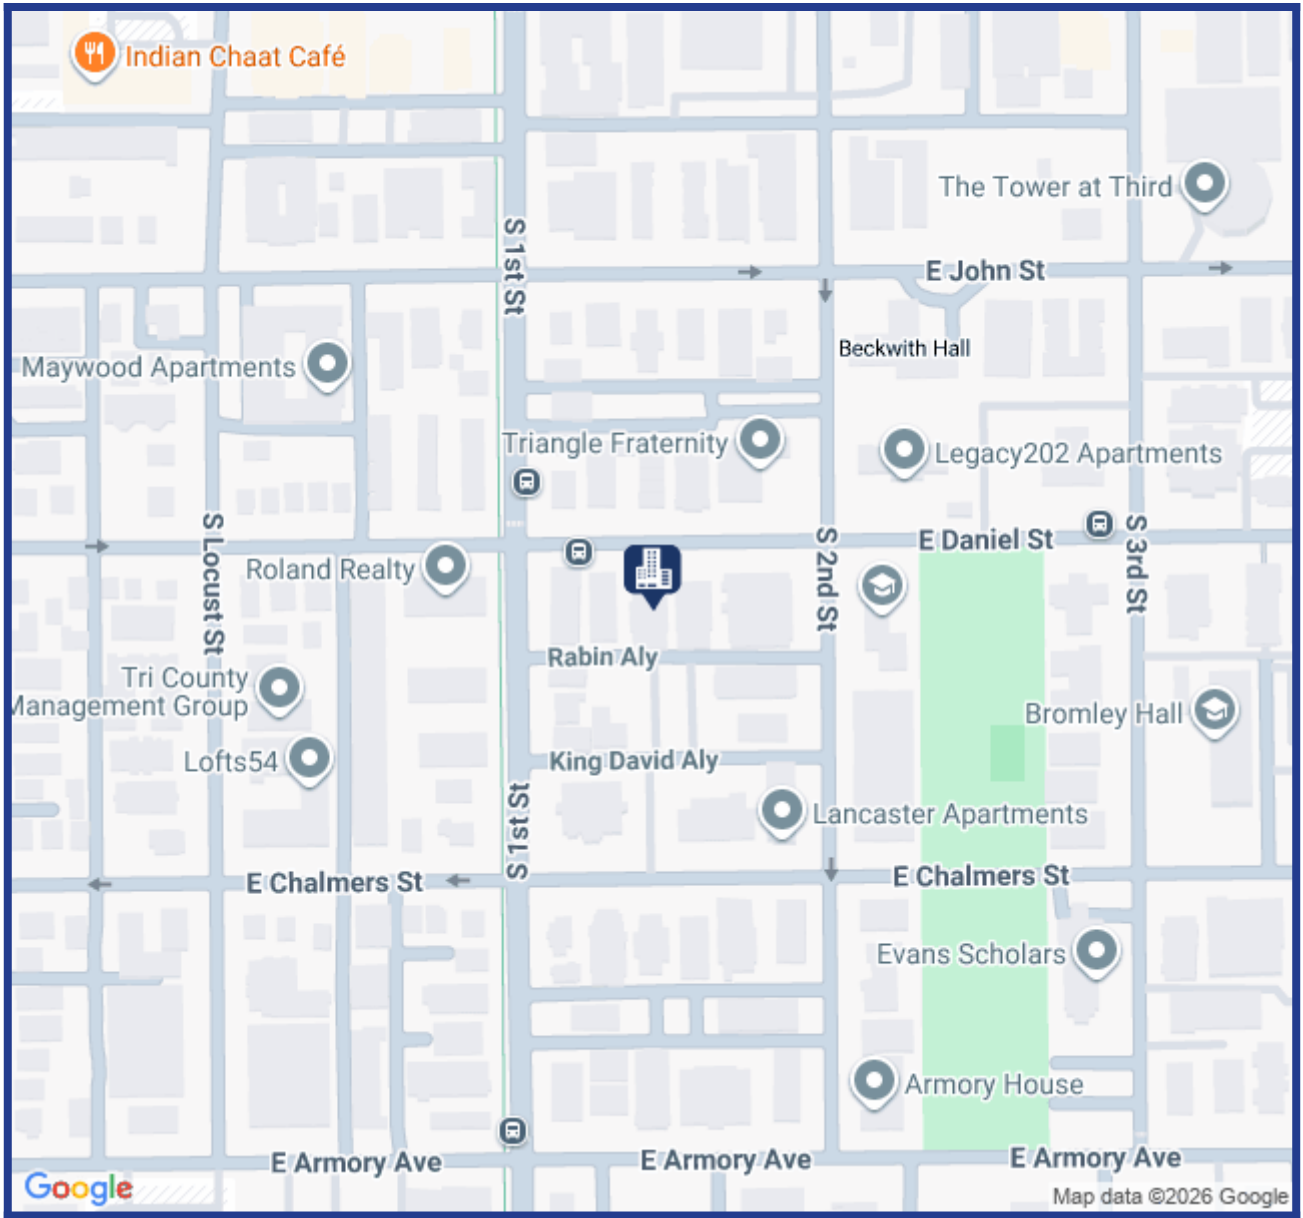 Indian Chaat Café
The Tower at Third
S 1st St
E John St
Beckwith Hall
Maywood Apartments
Triangle Fraternity
Legacy202 Apartments
S Locust St
S 2nd St
E Daniel St
S 3rd St
Roland Realty
Rabin Aly
Tri County
Management Group
Bromley Hall
Lofts54
King David Aly
S 1st St
Lancaster Apartments
E Chalmers St
E Chalmers St
Evans Scholars
Armory House
E Armory Ave
E Armory Ave
E Armory Ave
Google
Map data ©2026 Google